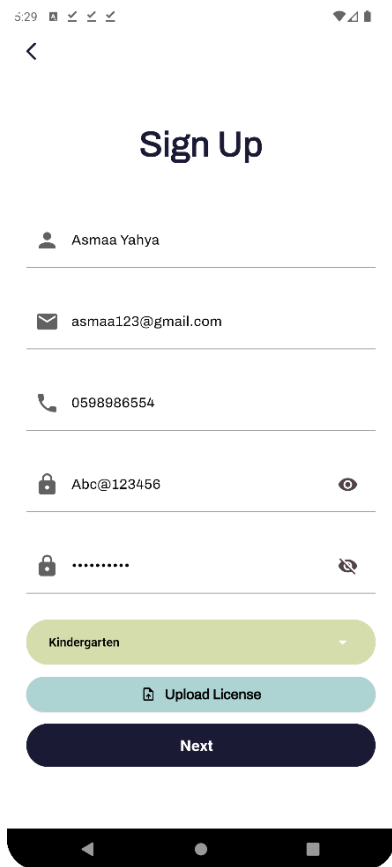 5:29
Sign Up
Asmaa Yahya
asmaa123@gmail.com
0598986554
Abc@123456
••••••••••
Kindergarten
Upload License
Next